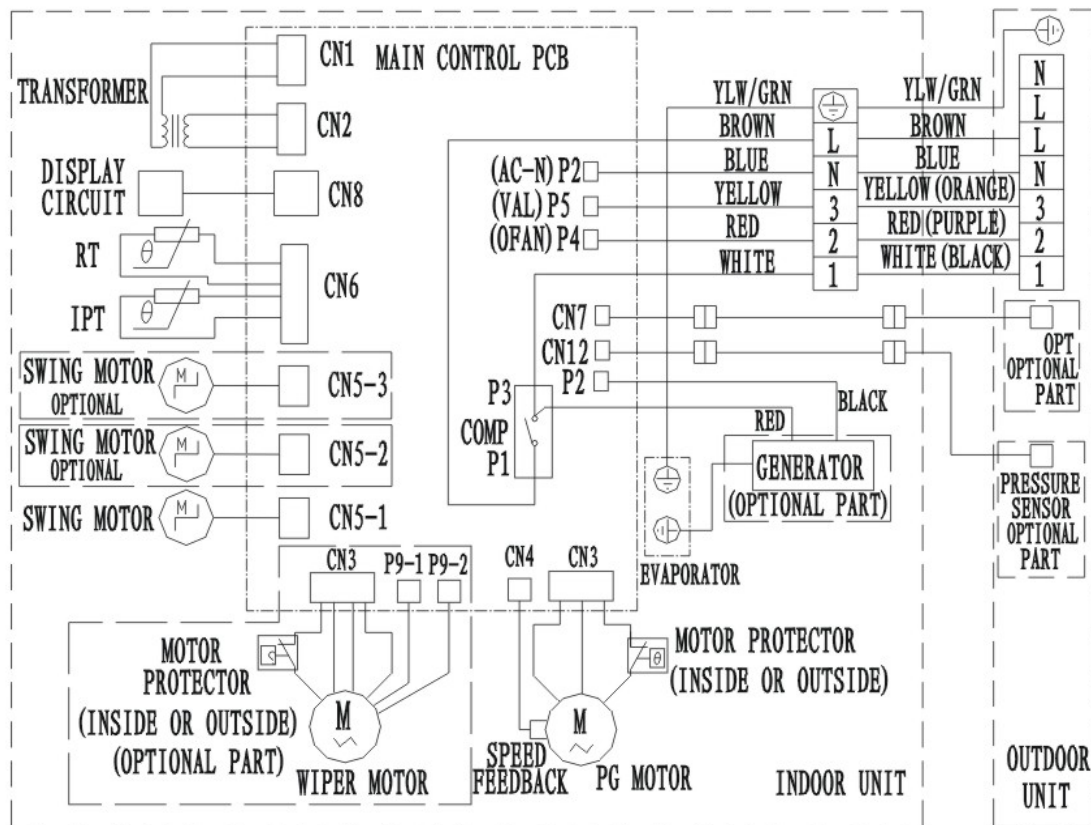 CN1
MAIN CONTROL PCB
TRANSFORMER
CN2
DISPLAY
CIRCUIT
CN8
RT
θ
CN6
IPT
θ
SWING MOTOR
OPTIONAL
M
CN5-3
SWING MOTOR
OPTIONAL
M
CN5-2
SWING MOTOR
M
CN5-1
(AC-N) P2
(VAL) P5
(OFAN) P4
YLW/GRN
BROWN
BLUE
YELLOW
RED
WHITE
L
N
3
2
1
YLW/GRN
BROWN
BLUE
YELLOW (ORANGE)
RED (PURPLE)
WHITE (BLACK)
N
L
L
N
3
2
1
CN7
CN12
P2
P3
COMP
P1
BLACK
RED
GENERATOR
(OPTIONAL PART)
EVAPORATOR
OPT
OPTIONAL
PART
PRESSURE
SENSOR
OPTIONAL
PART
CN3
P9-1
P9-2
CN4
CN3
MOTOR
PROTECTOR
(INSIDE OR OUTSIDE)
(OPTIONAL PART)
M
WIPER MOTOR
θ
MOTOR PROTECTOR
(INSIDE OR OUTSIDE)
M
SPEED
FEEDBACK
PG MOTOR
INDOOR UNIT
OUTDOOR
UNIT